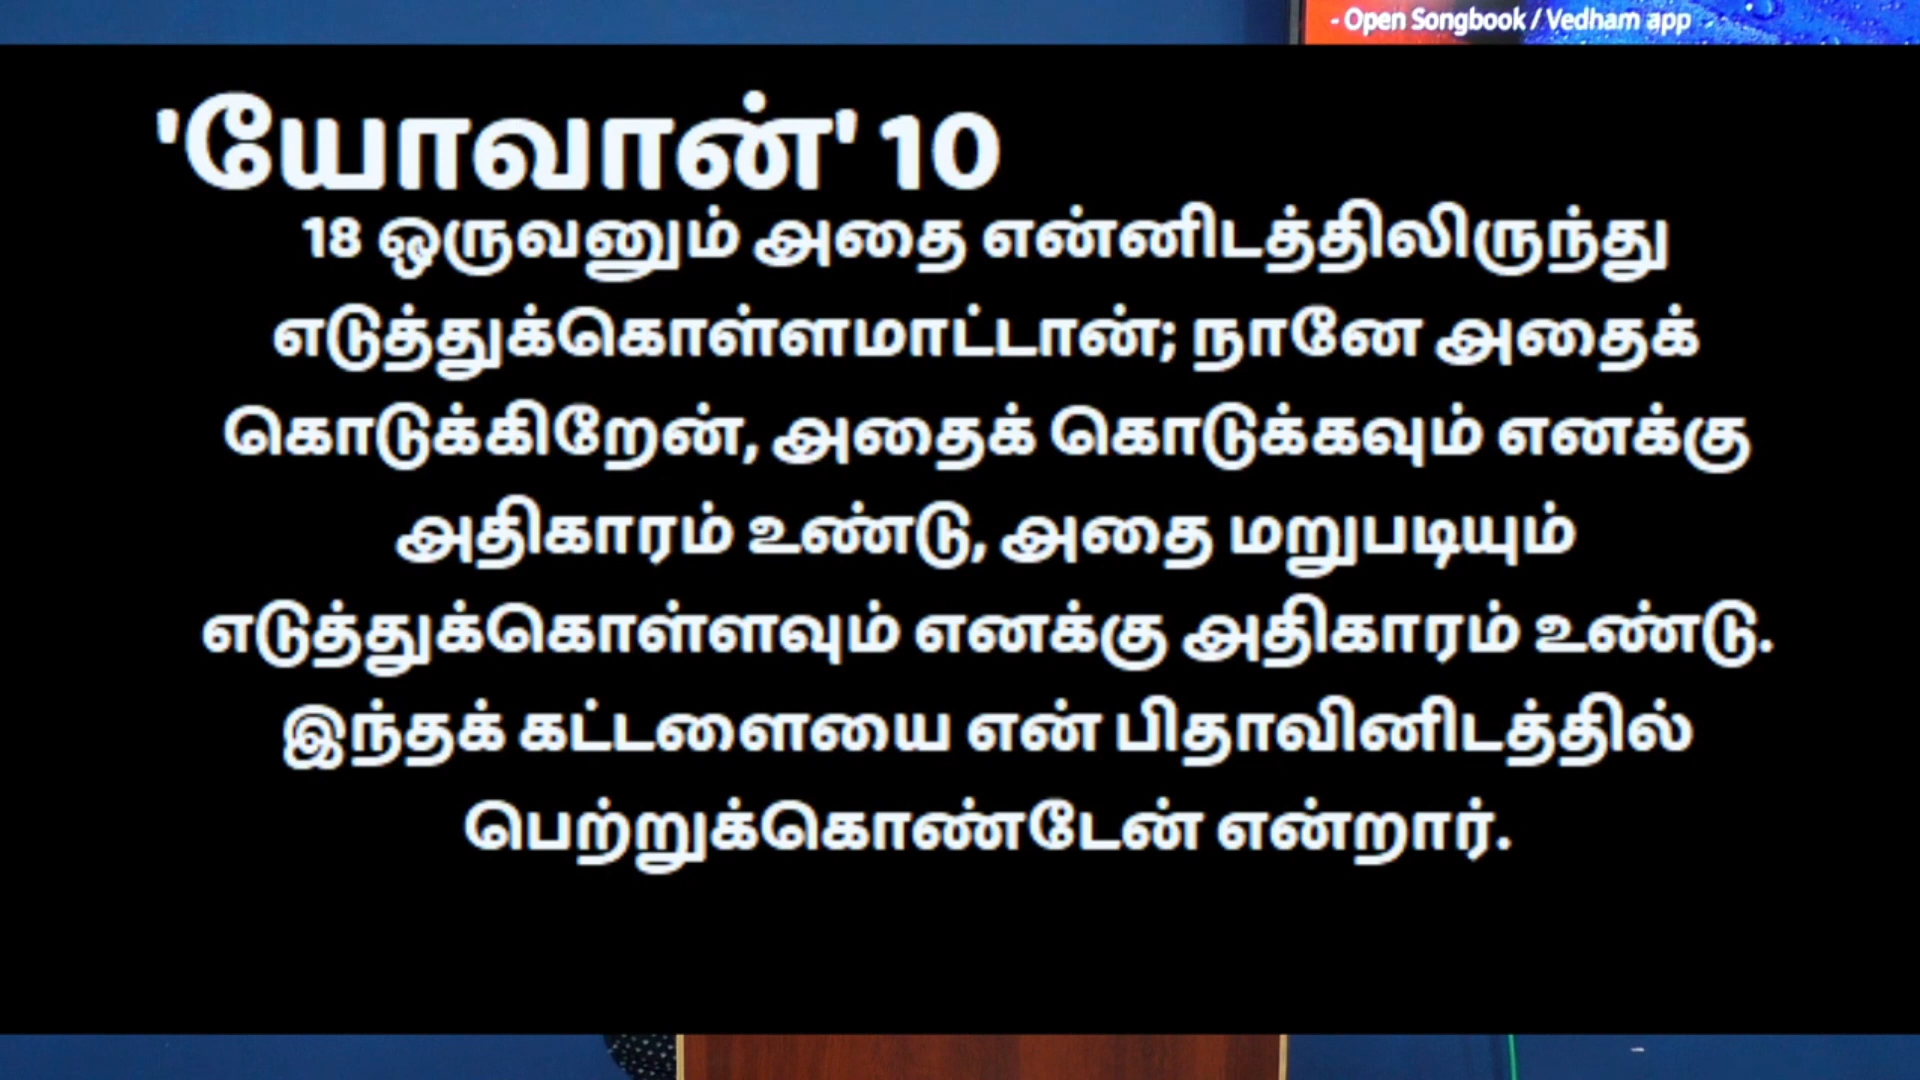 - Open Songbook / Vedham app
'யோவான்' 10
18 ஒருவனும் அதை என்னிடத்திலிருந்து
எடுத்துக்கொள்ளமாட்டான்; நானே அதைக்
கொடுக்கிறேன், அதைக் கொடுக்கவும் எனக்கு
அதிகாரம் உண்டு, அதை மறுபடியும்
எடுத்துக்கொள்ளவும் எனக்கு அதிகாரம் உண்டு.
இந்தக் கட்டளையை என் பிதாவினிடத்தில்
பெற்றுக்கொண்டேன் என்றார்.